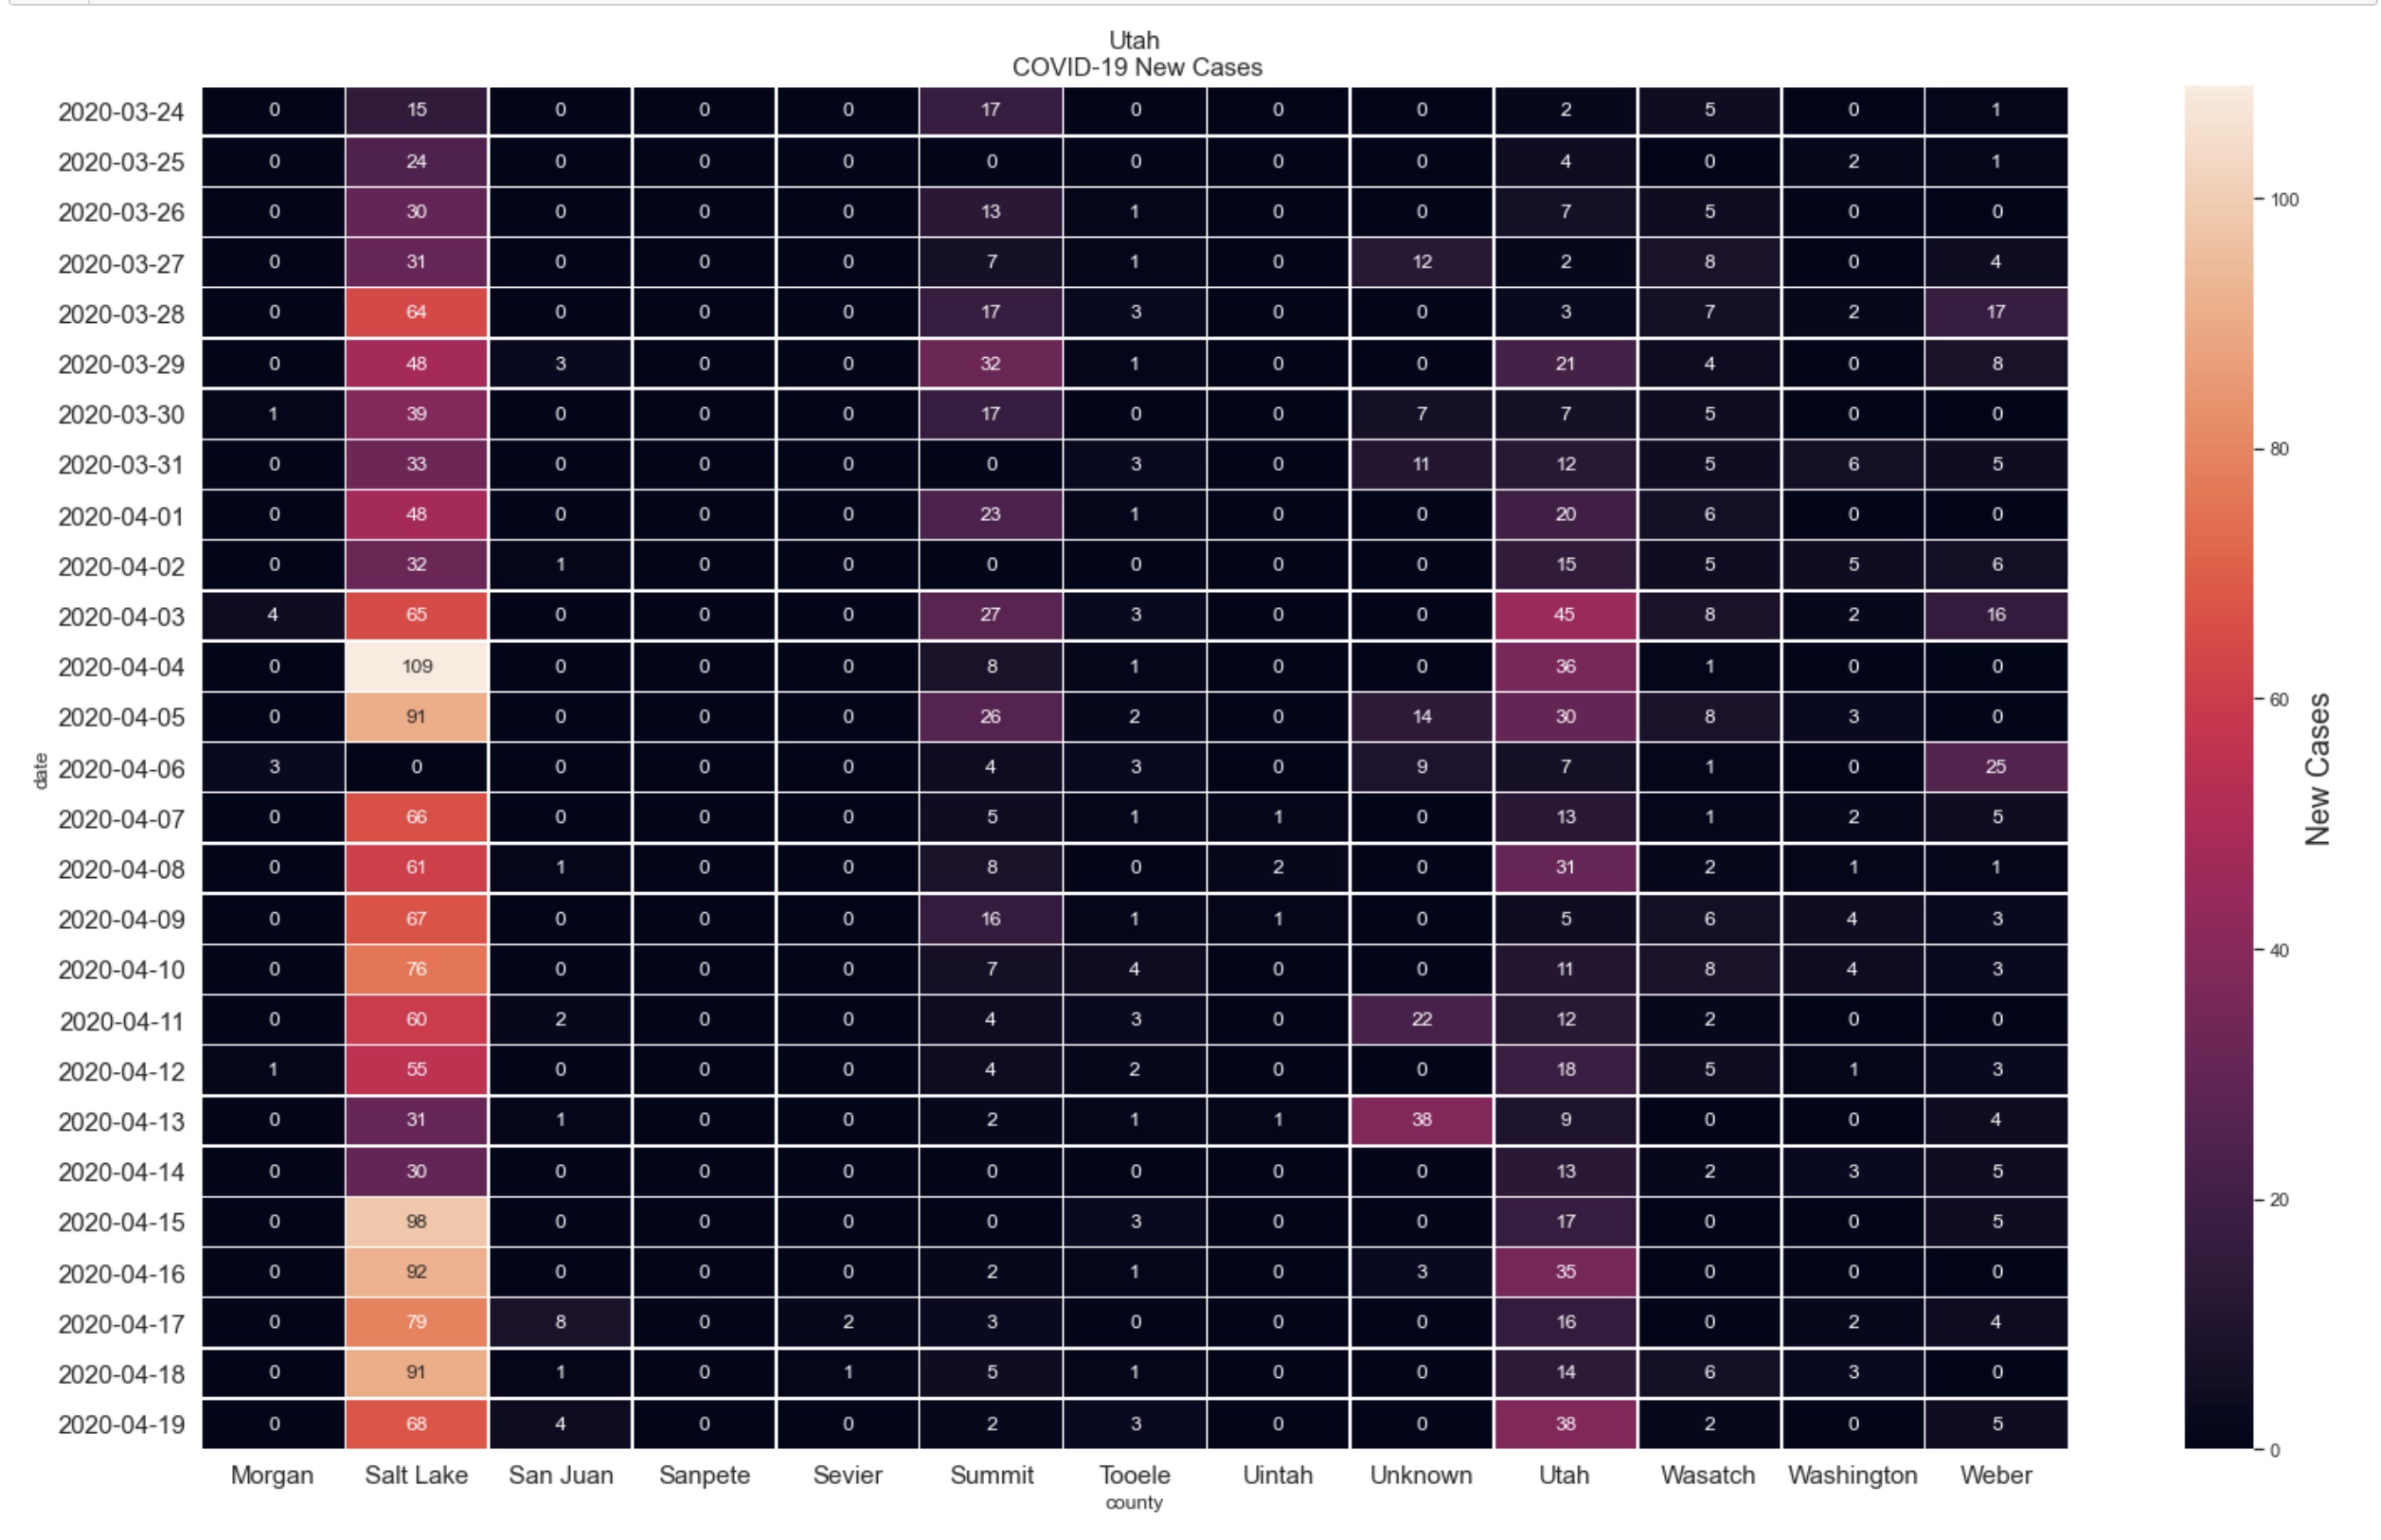 Utah
COVID-19 New Cases
2020-03-24 0 15 0 0 0 17 0 0 0 2 5 0 1
2020-03-25 0 24 0 0 0 0 0 0 0 4 0 2 1
2020-03-26 0 30 0 0 0 13 1 0 0 7 5 0 0
2020-03-27 0 31 0 0 0 7 1 0 12 2 8 0 4
2020-03-28 0 64 0 0 0 17 3 0 0 3 7 2 17
2020-03-29 0 48 3 0 0 32 1 0 0 21 4 0 8
2020-03-30 1 39 0 0 0 17 0 0 7 7 5 0 0
2020-03-31 0 33 0 0 0 0 3 0 11 12 5 6 5
2020-04-01 0 48 0 0 0 23 1 0 0 20 6 0 0
2020-04-02 0 32 1 0 0 0 0 0 0 15 5 5 6
2020-04-03 4 65 0 0 0 27 3 0 0 45 8 2 16
2020-04-04 0 109 0 0 0 8 1 0 0 36 1 0 0
2020-04-05 0 91 0 0 0 26 2 0 14 30 8 3 0
2020-04-06 3 0 0 0 0 4 3 0 9 7 1 0 25
2020-04-07 0 66 0 0 0 5 1 1 0 13 1 2 5
2020-04-08 0 61 1 0 0 8 0 2 0 31 2 1 1
2020-04-09 0 67 0 0 0 16 1 1 0 5 6 4 3
2020-04-10 0 76 0 0 0 7 4 0 0 11 8 4 3
2020-04-11 0 60 2 0 0 4 3 0 22 12 2 0 0
2020-04-12 1 55 0 0 0 4 2 0 0 18 5 1 3
2020-04-13 0 31 1 0 0 2 1 1 38 9 0 0 4
2020-04-14 0 30 0 0 0 0 0 0 0 13 2 3 5
2020-04-15 0 98 0 0 0 0 3 0 0 17 0 0 5
2020-04-16 0 92 0 0 0 2 1 0 3 35 0 0 0
2020-04-17 0 79 8 0 2 3 0 0 0 16 0 2 4
2020-04-18 0 91 1 0 1 5 1 0 0 14 6 3 0
2020-04-19 0 68 4 0 0 2 3 0 0 38 2 0 5
Morgan Salt Lake San Juan Sanpete Sevier Summit Tooele Uintah Unknown Utah Wasatch Washington Weber
county
date
100
80
60
40
20
0
New Cases